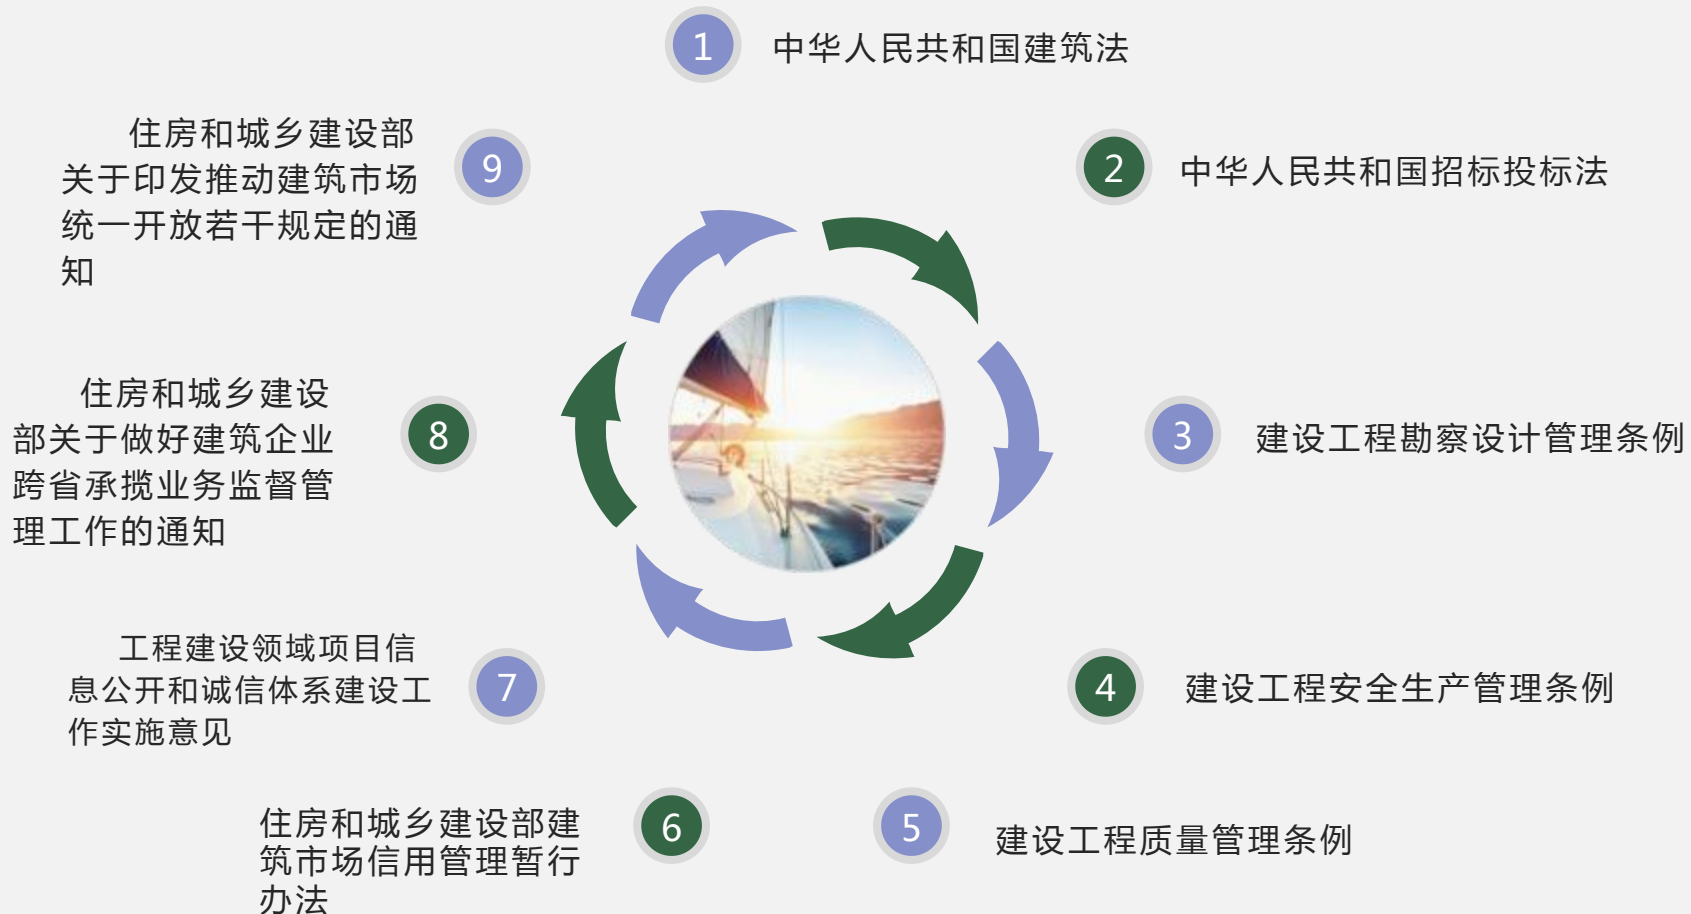 1
中华人民共和国建筑法
2
中华人民共和国招标投标法
3
建设工程勘察设计管理条例
4
建设工程安全生产管理条例
5
建设工程质量管理条例
6
住房和城乡建设部建
筑市场信用管理暂行
办法
7
工程建设领域项目信
息公开和诚信体系建设工
作实施意见
8
住房和城乡建设
部关于做好建筑企业
跨省承揽业务监督管
理工作的通知
9
住房和城乡建设部
关于印发推动建筑市场
统一开放若干规定的通
知